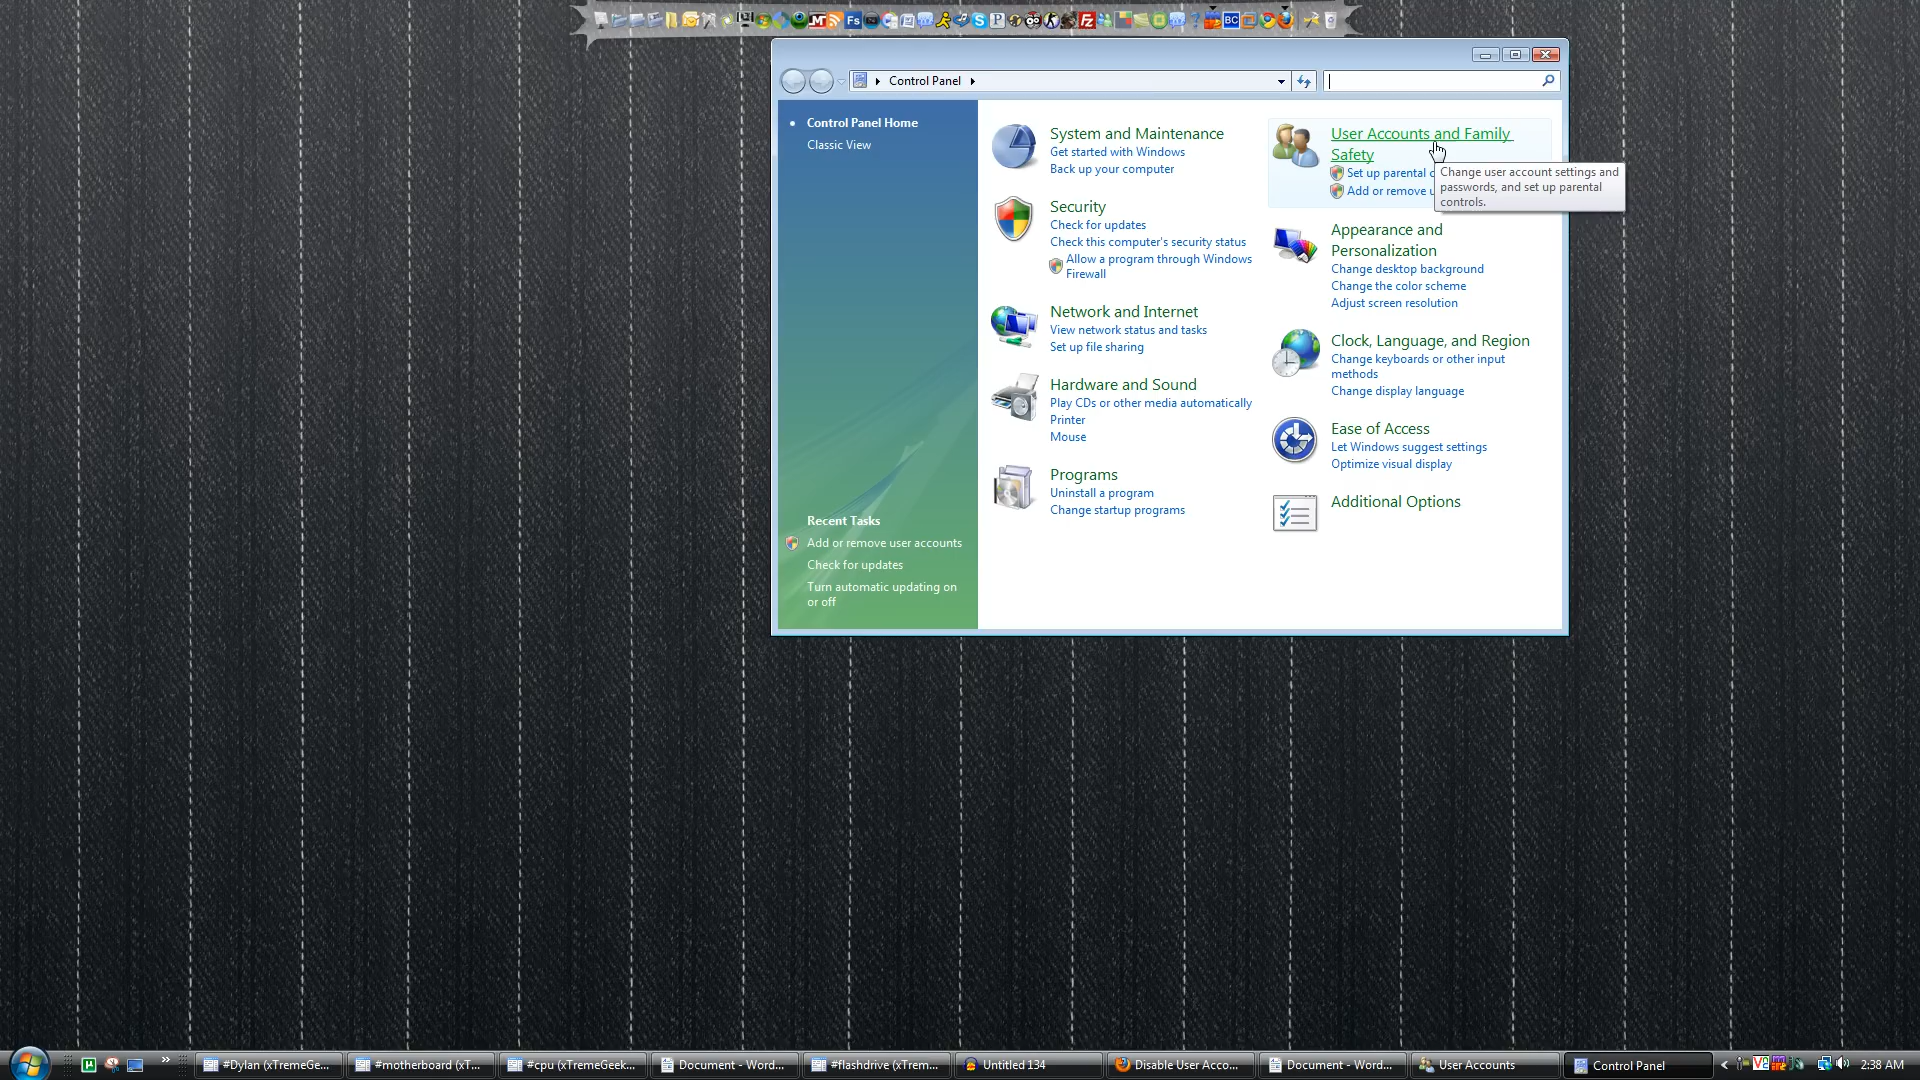 Fs
BC
Fz
Control Panel
Control Panel Home
Classic View
Recent Tasks
Add or remove user accounts
Check for updates
Turn automatic updating on
or off
System and Maintenance
Get started with Windows
Back up your computer
Security
Check for updates
Check this computer's security status
Allow a program through Windows
Firewall
Network and Internet
View network status and tasks
Set up file sharing
Hardware and Sound
Play CDs or other media automatically
Printer
Mouse
Programs
Uninstall a program
Change startup programs
User Accounts and Family
Safety
Set up parental
Add or remove
Change user account settings and
passwords, and set up parental
controls.
Appearance and
Personalization
Change desktop background
Change the color scheme
Adjust screen resolution
Clock, Language, and Region
Change keyboards or other input
methods
Change display language
Ease of Access
Let Windows suggest settings
Optimize visual display
Additional Options
#Dylan (xTremeGe...
#motherboard (xT...
#cpu (xTremeGeek...
Document - Word...
#flashdrive (xTrem...
Untitled 134
Disable User Acco...
Document - Word...
User Accounts
Control Panel
2:38 AM